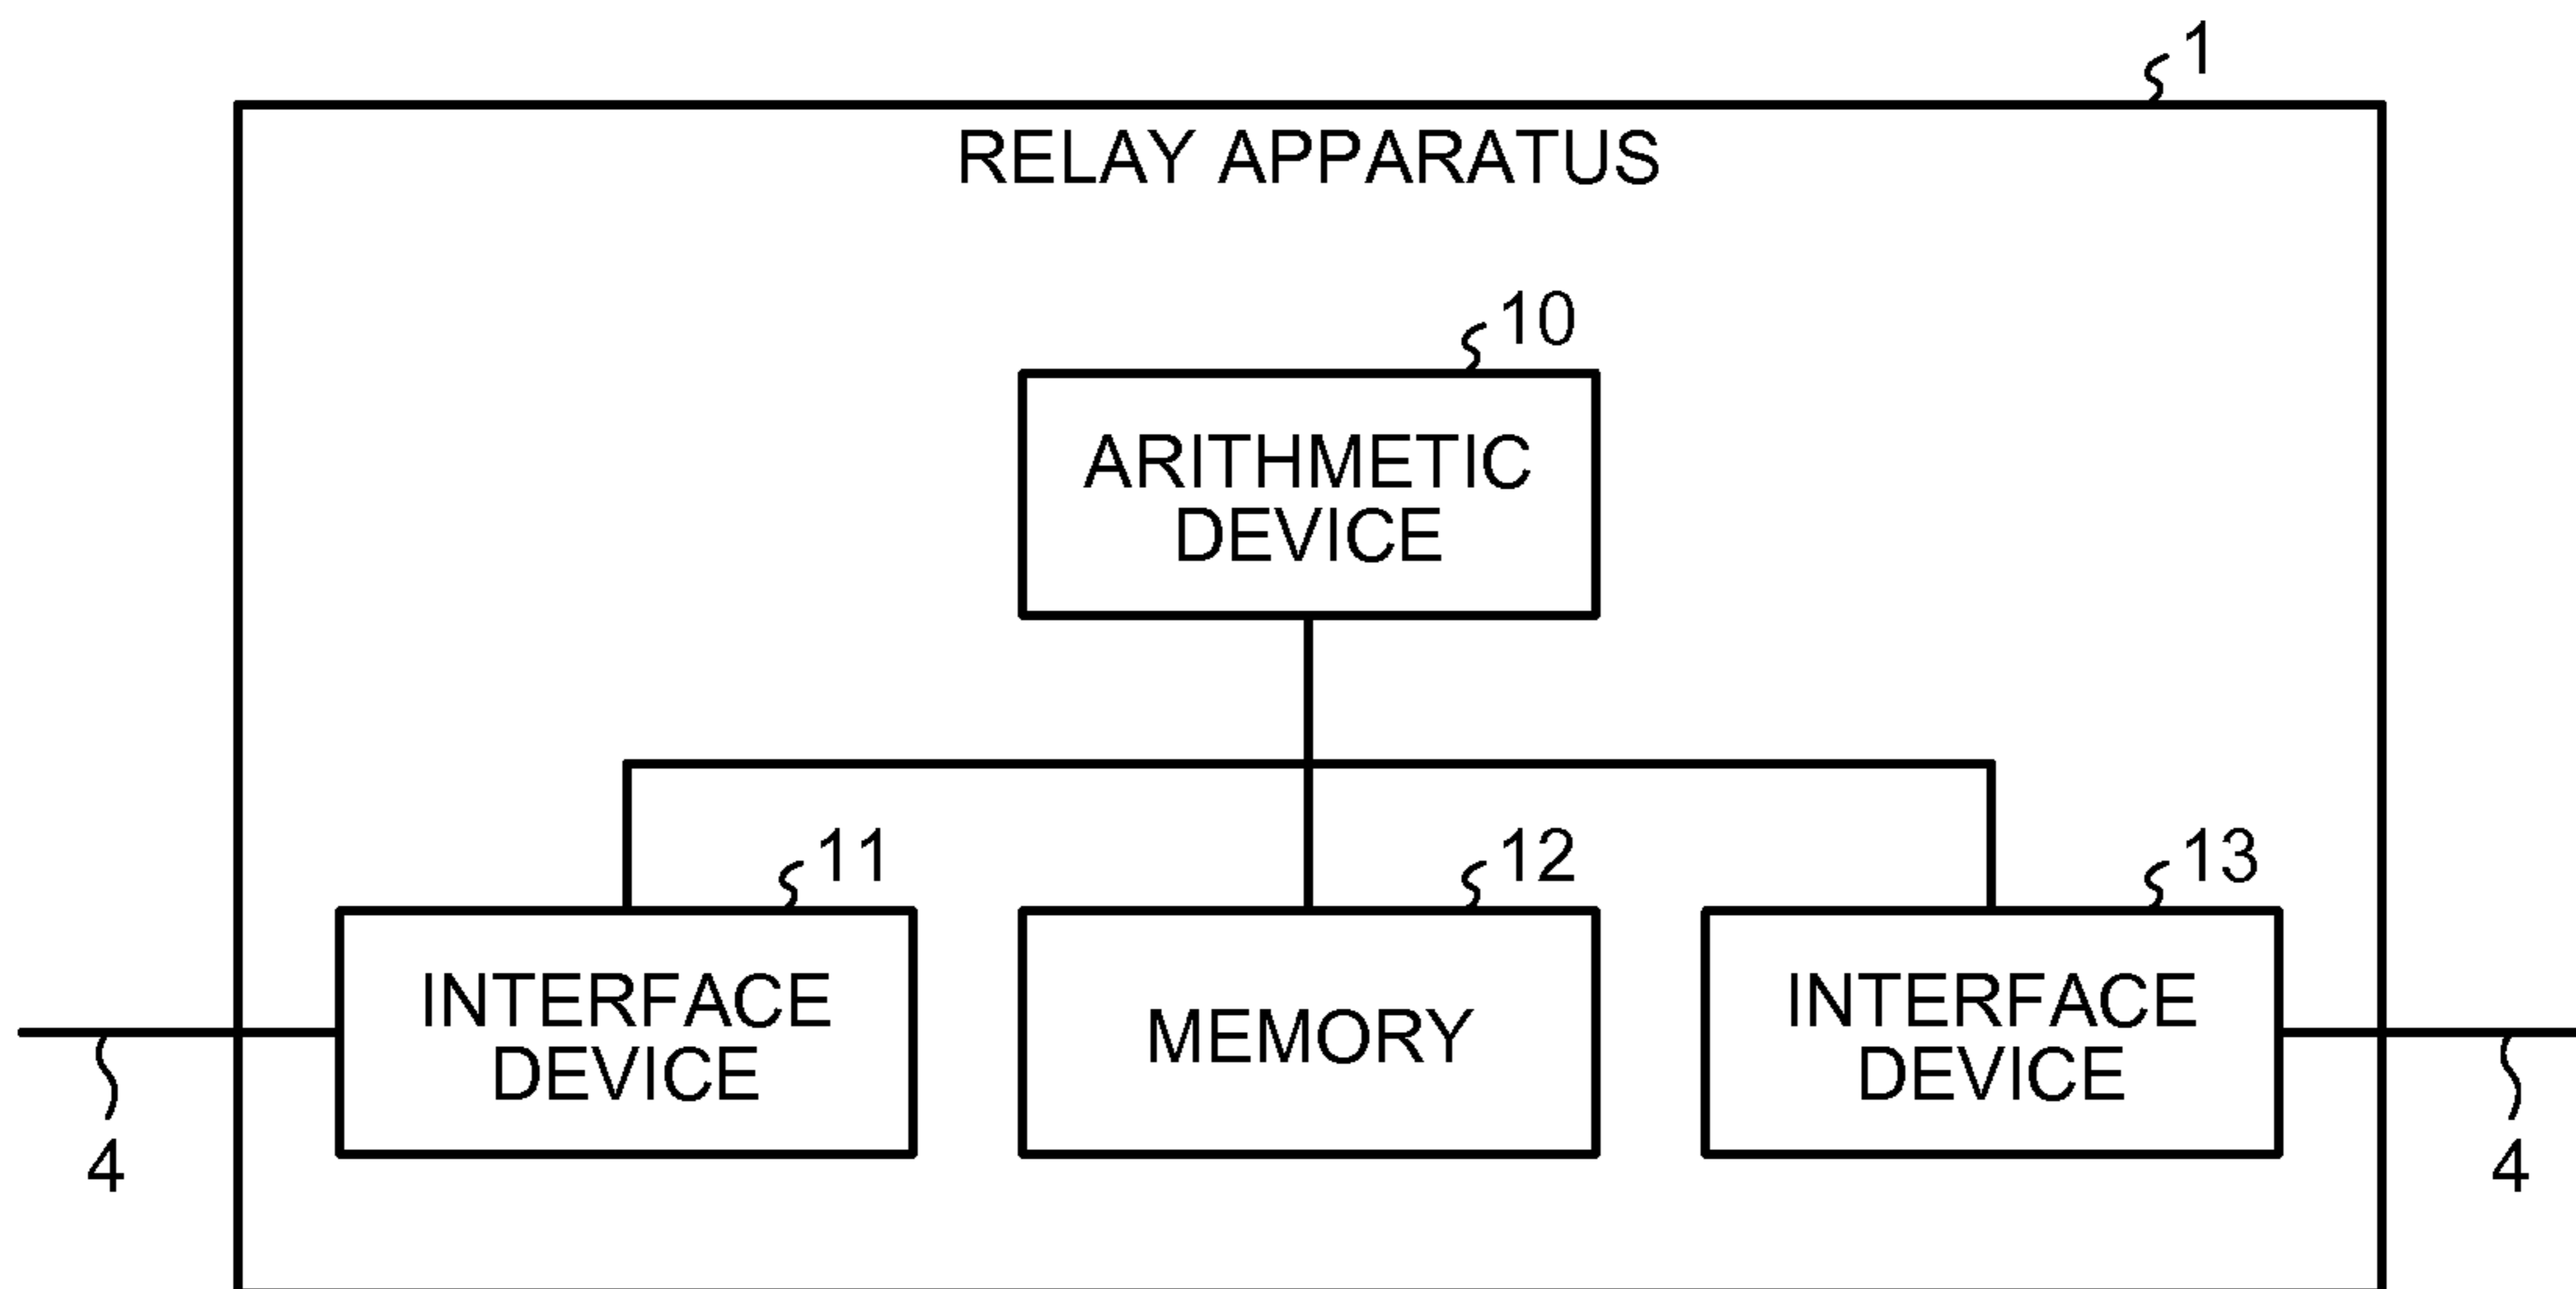 1
RELAY APPARATUS
10
ARITHMETIC
DEVICE
11
12
13
INTERFACE
DEVICE
MEMORY
INTERFACE
DEVICE
4
4